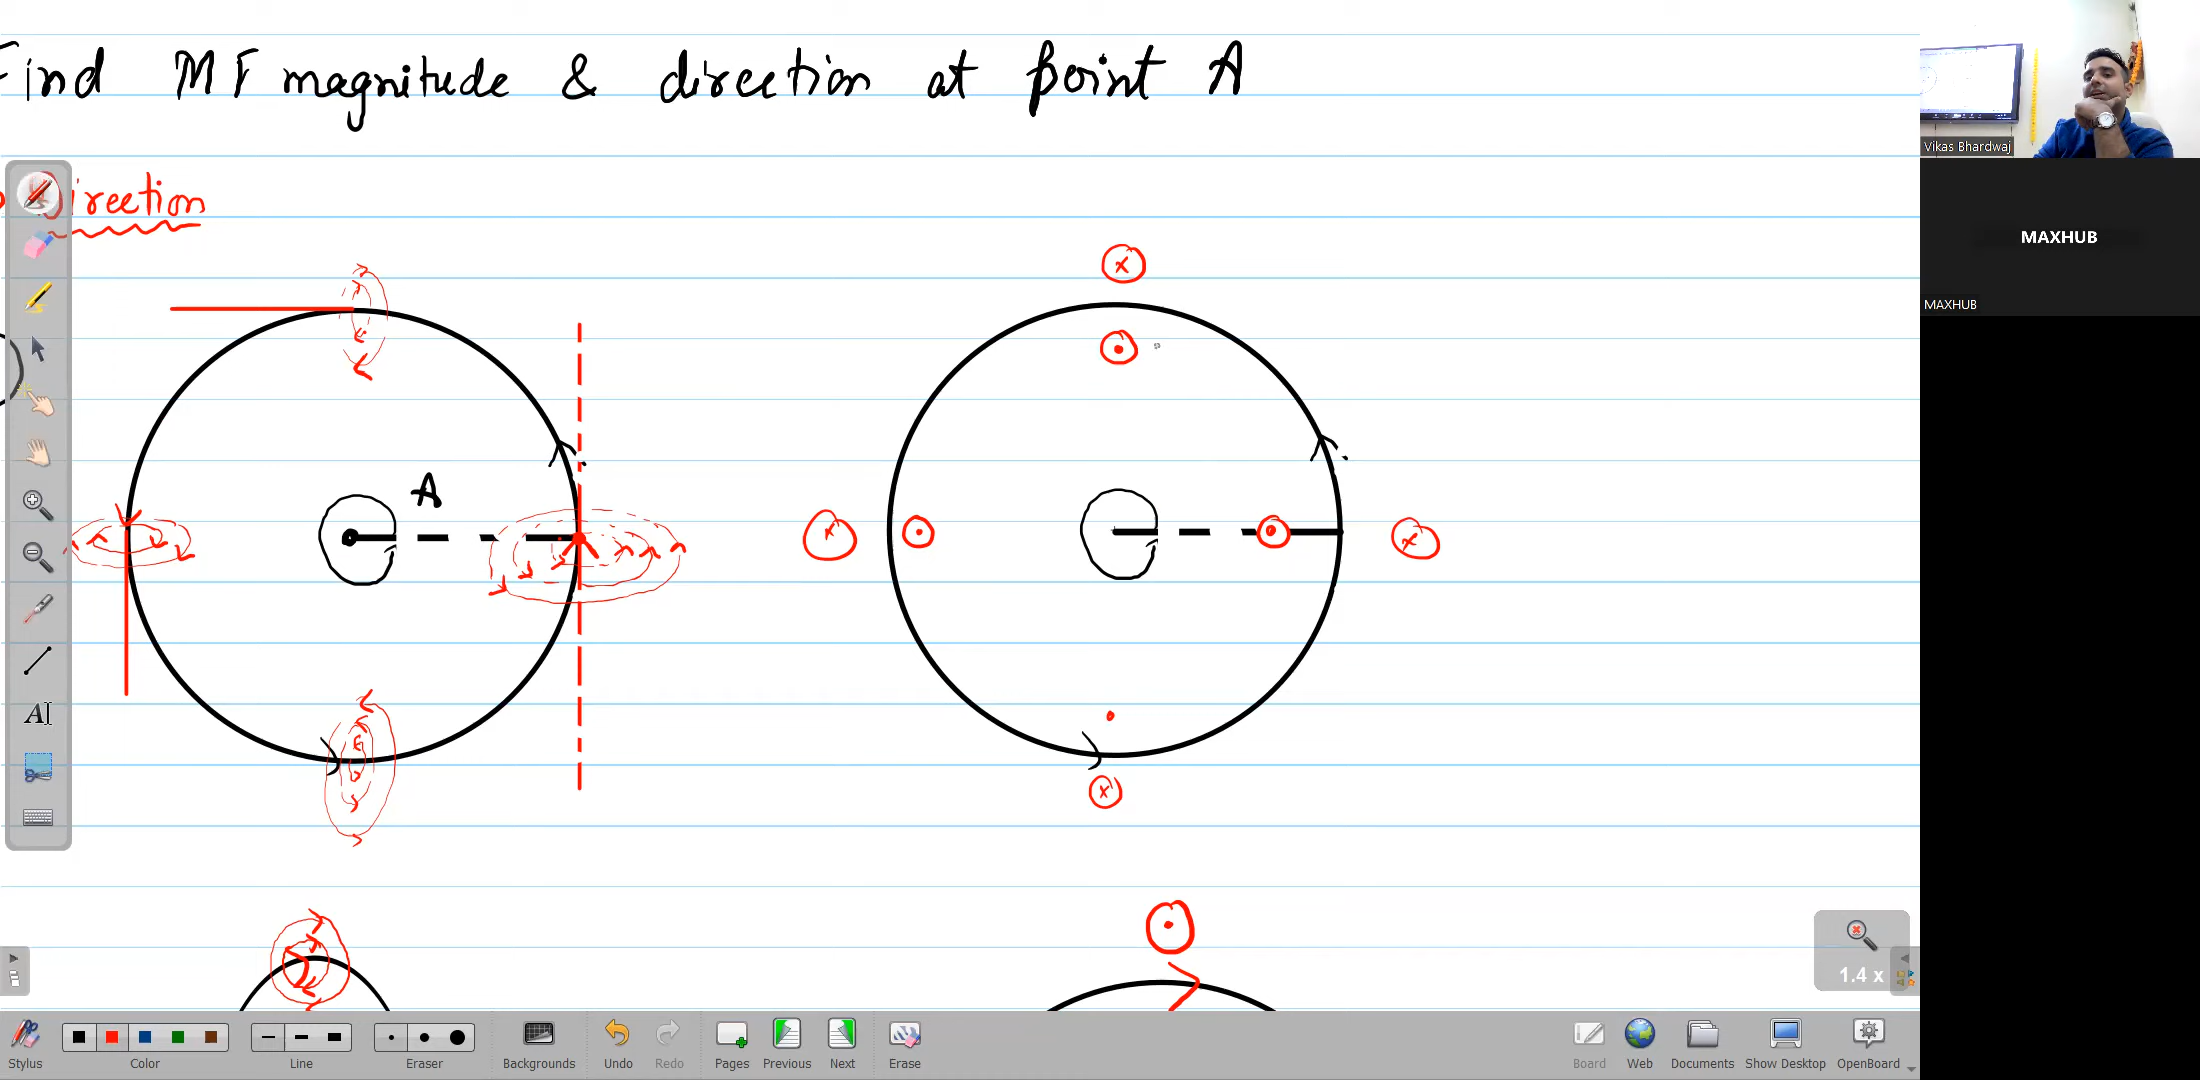 Find MF magnitude & direction at point A
Direction
A
Vikas Bhardwaj
MAXHUB
MAXHUB
1.4 x
Stylus
Color
Line
Eraser
Backgrounds
Undo
Redo
Pages
Previous
Next
Erase
Board
Web
Documents
Show Desktop
OpenBoard